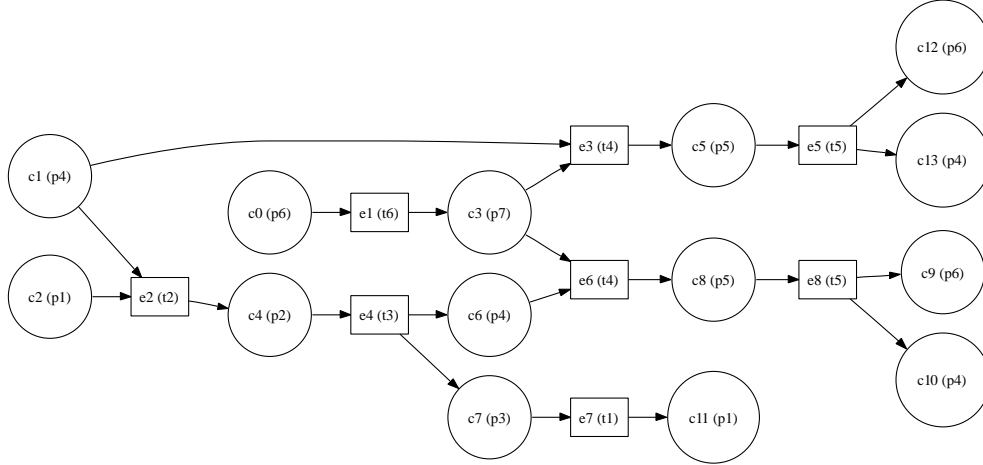 c12 (p6)
e3 (t4)
c5 (p5)
e5 (t5)
c13 (p4)
c1 (p4)
c0 (p6)
e1 (t6)
c3 (p7)
c2 (p1)
e2 (t2)
c4 (p2)
e4 (t3)
c6 (p4)
e6 (t4)
c8 (p5)
e8 (t5)
c9 (p6)
c10 (p4)
c7 (p3)
e7 (t1)
c11 (p1)